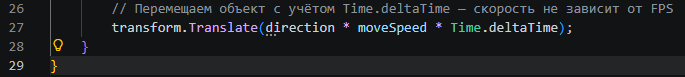 26 // Перемещаем объект с учётом Time.deltaTime — скорость не зависит от FPS
27 transform.Translate(direction * moveSpeed * Time.deltaTime);
28 }
29 }